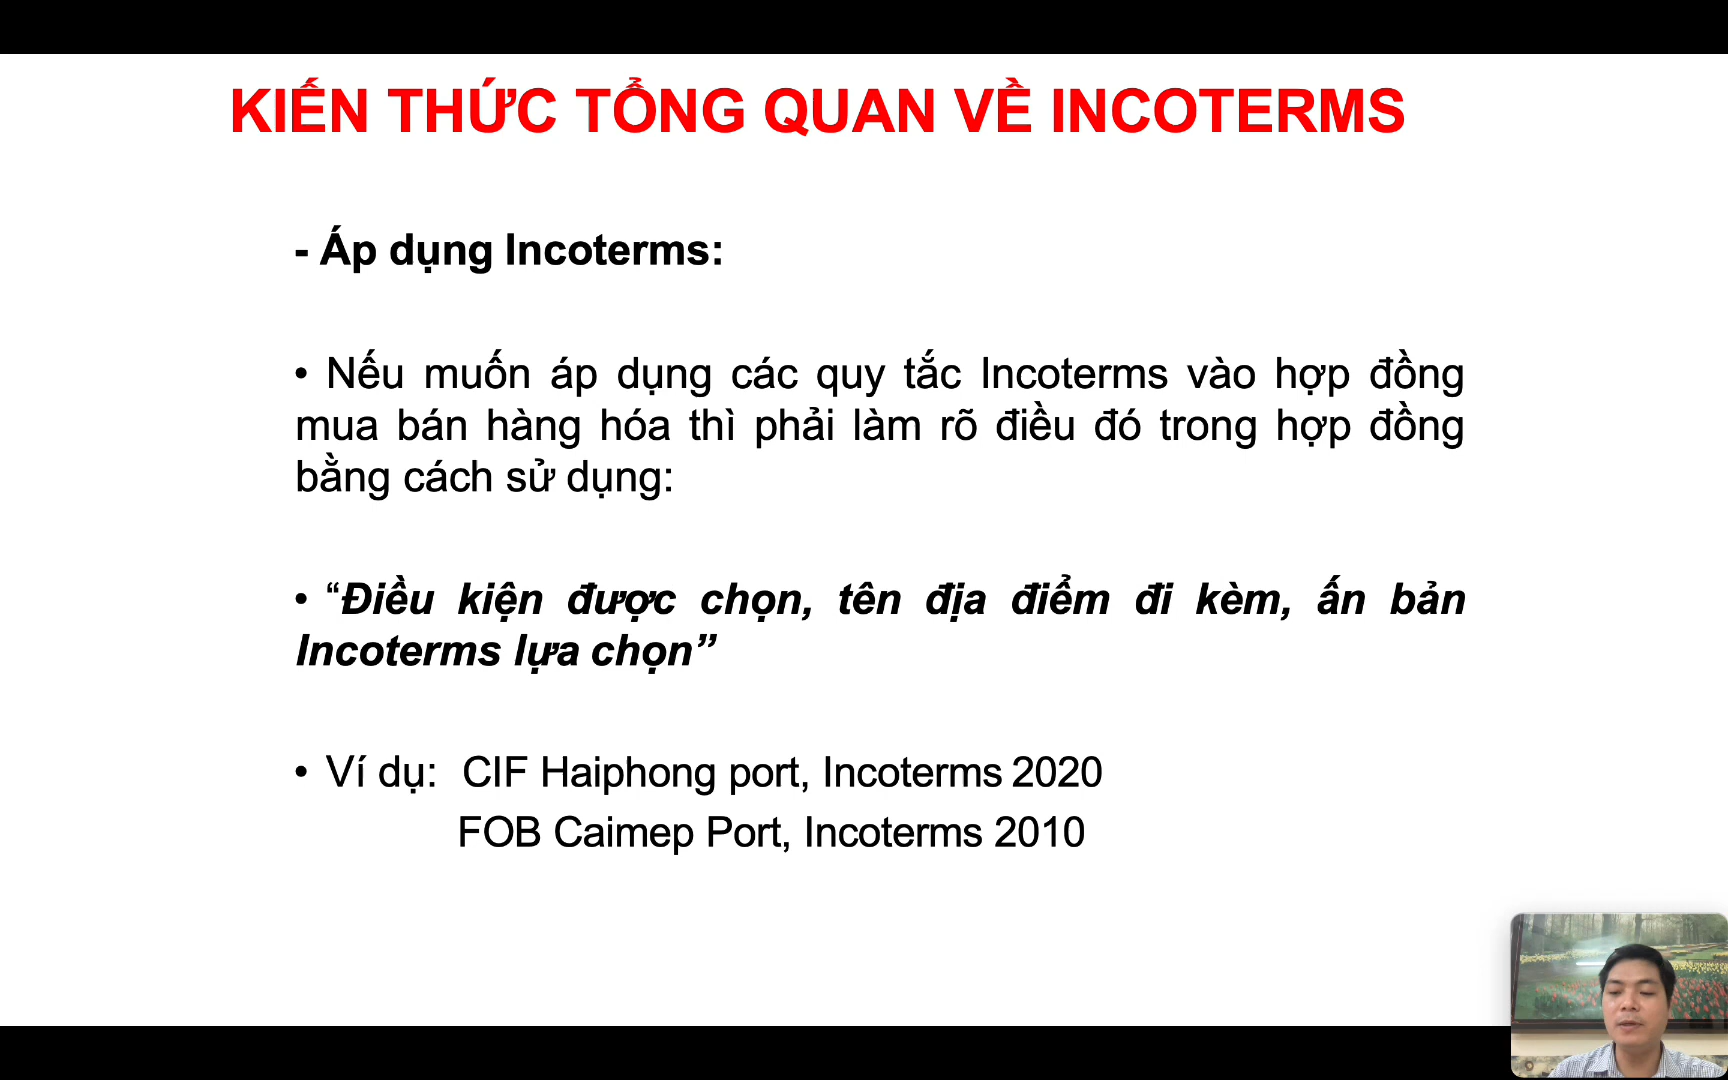 KIẾN THỨC TỔNG QUAN VỀ INCOTERMS
- Áp dụng Incoterms:
• Nếu muốn áp dụng các quy tắc Incoterms vào hợp đồng
mua bán hàng hóa thì phải làm rõ điều đó trong hợp đồng
bằng cách sử dụng:
• “Điều kiện được chọn, tên địa điểm đi kèm, ấn bản
Incoterms lựa chọn”
• Ví dụ: CIF Haiphong port, Incoterms 2020
FOB Caimep Port, Incoterms 2010